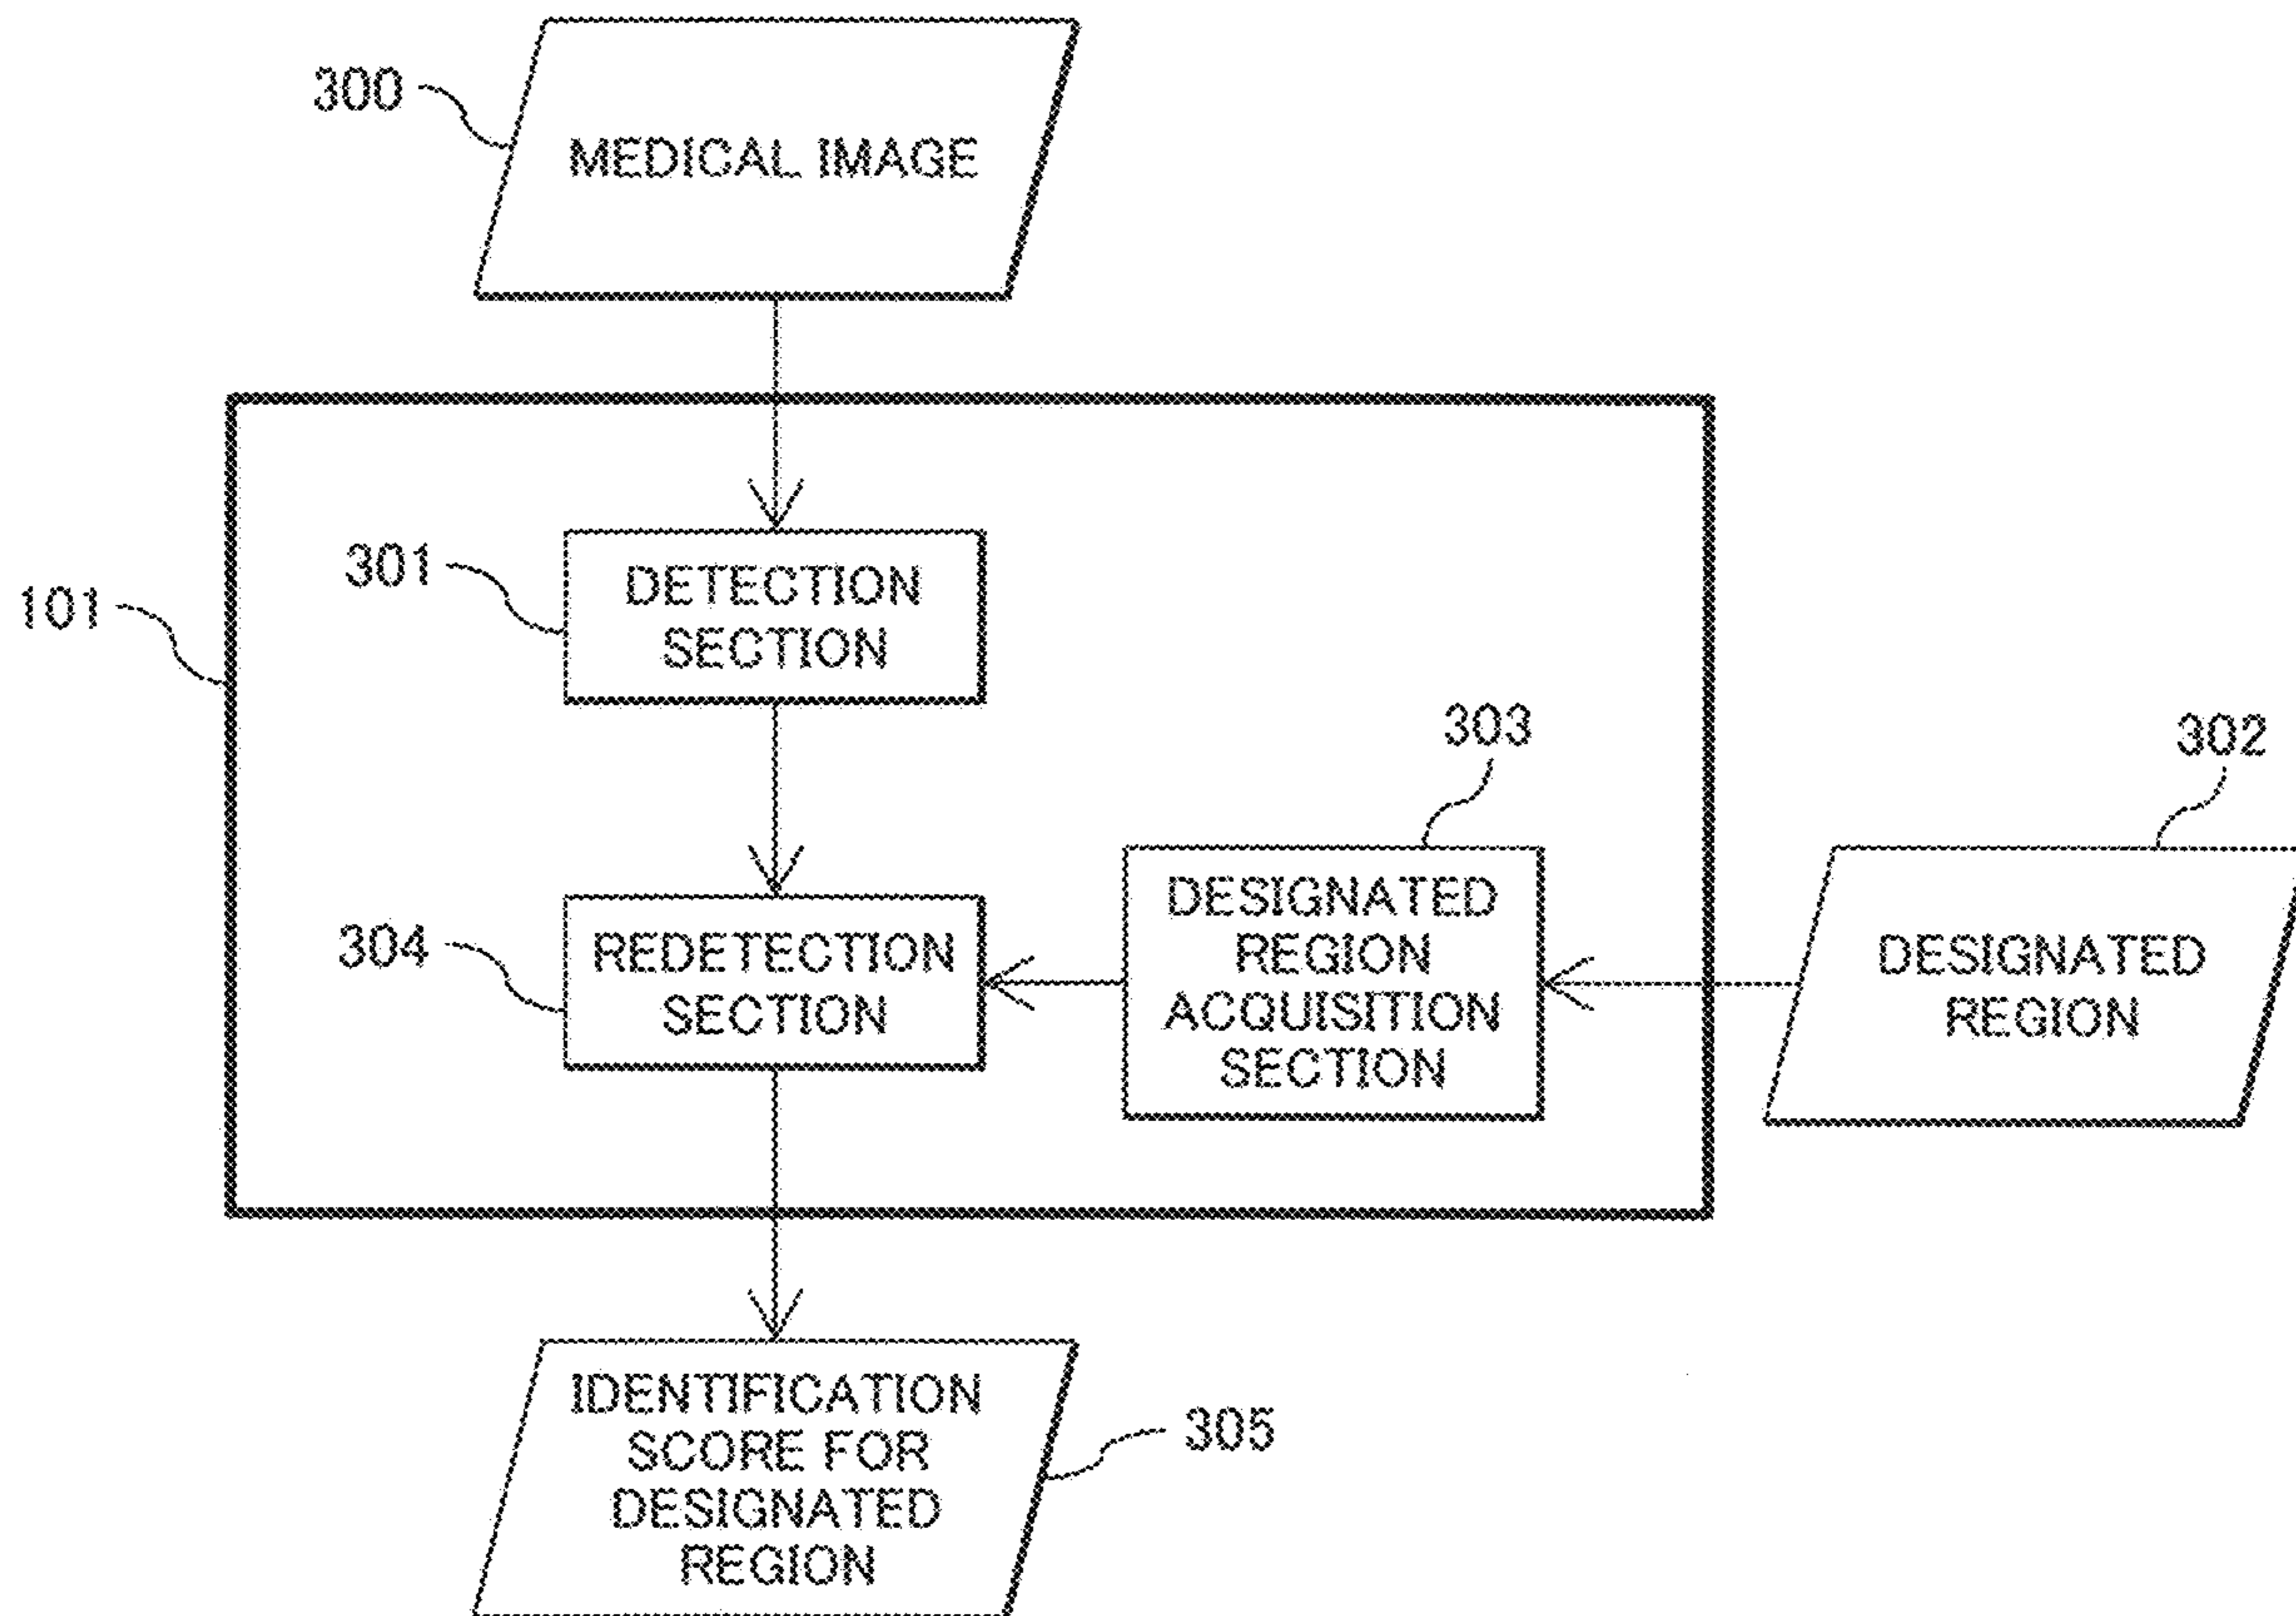 300
MEDICAL IMAGE
101
301
DETECTION
SECTION
303
302
304
REDETECTION
SECTION
DESIGNATED
REGION
ACQUISITION
SECTION
DESIGNATED
REGION
IDENTIFICATION
SCORE FOR
DESIGNATED
REGION
305